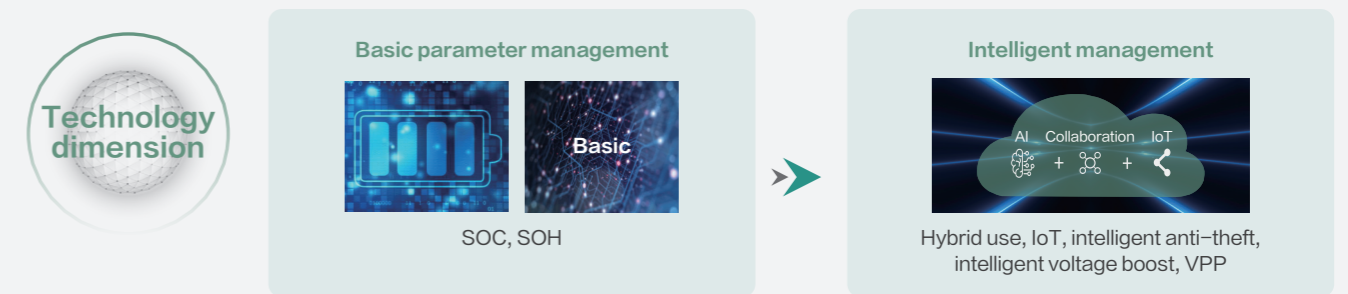 Technology
dimension
Basic parameter management
Basic
SOC, SOH
Intelligent management
AI Collaboration IoT
+ +
Hybrid use, IoT, intelligent anti-theft,
intelligent voltage boost, VPP